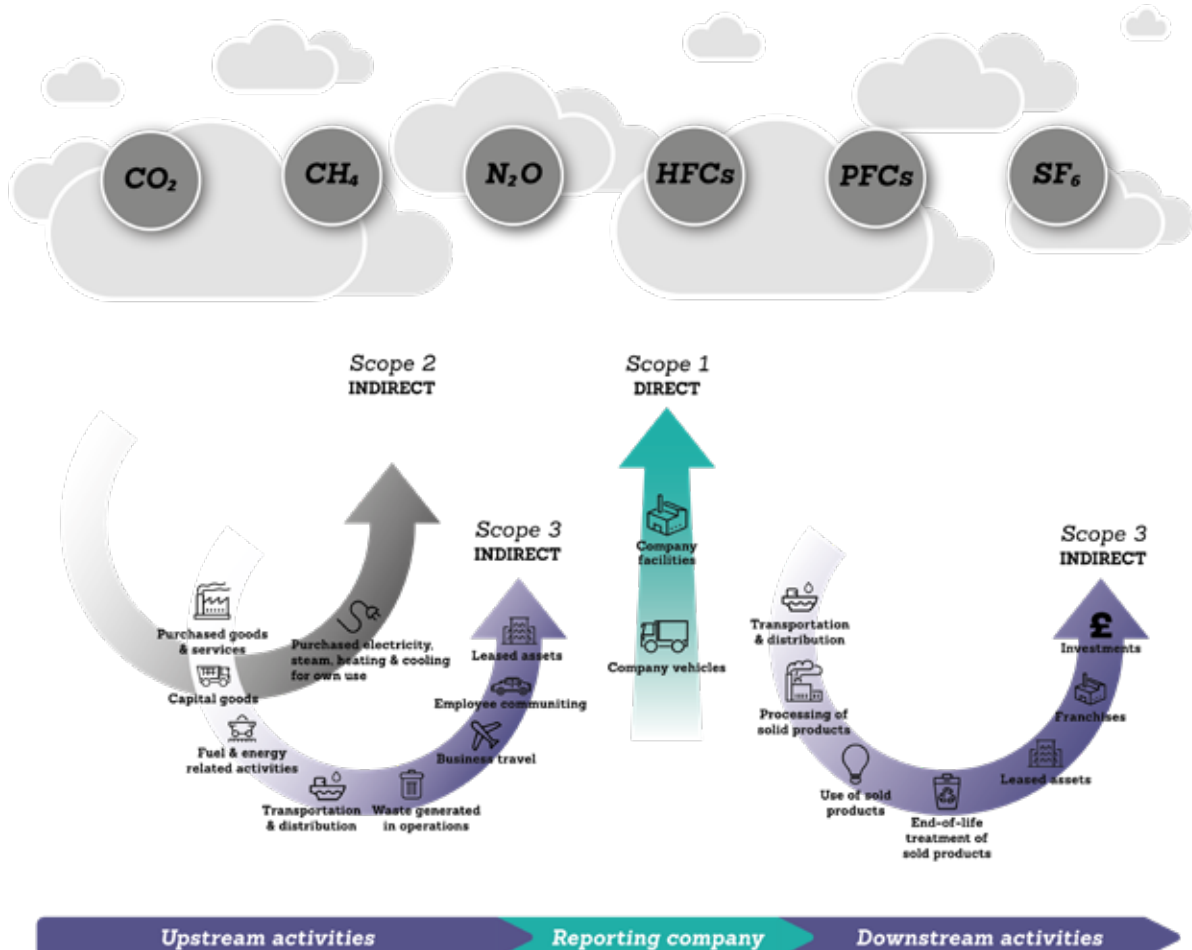 CO₂
CH₄
N₂O
HFCs
PFCs
SF₆
Scope 2
INDIRECT
Scope 1
DIRECT
Scope 3
INDIRECT
Scope 3
INDIRECT
Purchased goods
& services
Capital goods
Fuel & energy
related activities
Transportation
& distribution
Waste generated
in operations
Business travel
Employee communiting
Leased assets
Purchased electricity,
steam, heating & cooling
for own use
Company
facilities
Company vehicles
Transportation
& distribution
Processing of
solid products
Use of sold
products
End-of-life
treatment of
sold products
Leased assets
Franchises
£
Investments
Upstream activities
Reporting company
Downstream activities